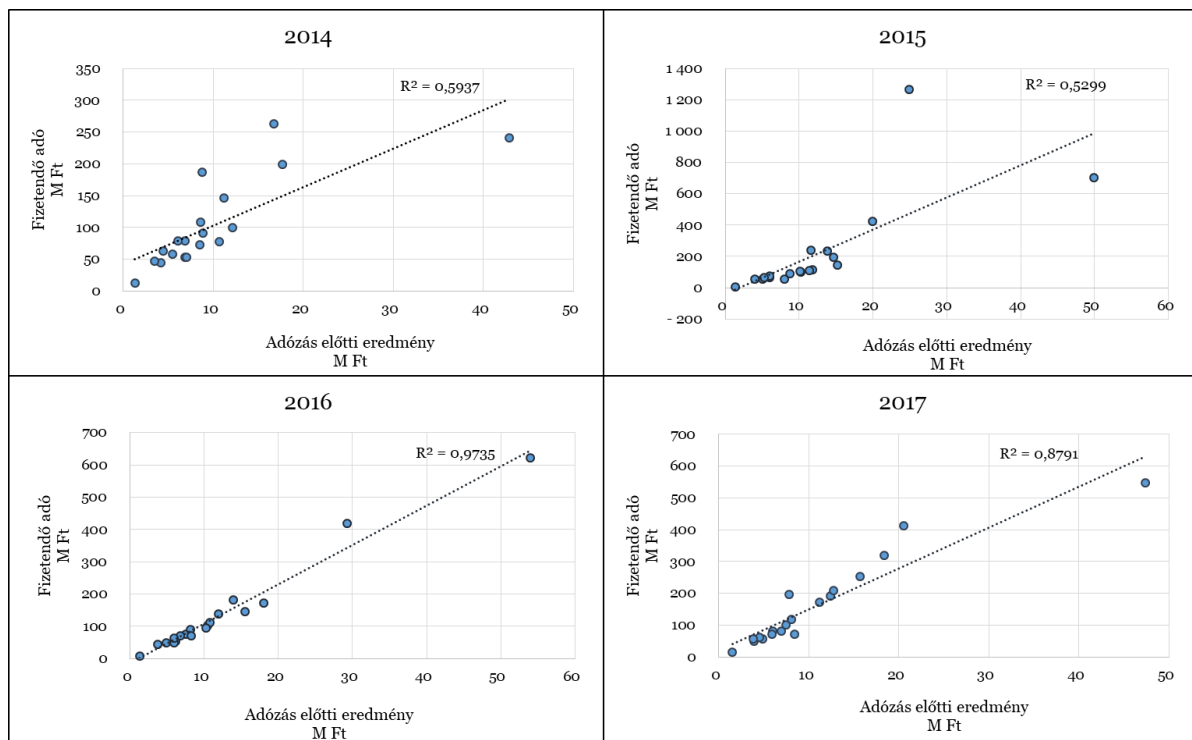 2014
350
300
250
200
150
100
50
0
Fizetendő adó
M Ft
R² = 0,5937
0 10 20 30 40 50
Adózás előtti eredmény
M Ft
2015
1 400
1 200
1 000
800
600
400
200
0
- 200
Fizetendő adó
M Ft
R² = 0,5299
0 10 20 30 40 50 60
Adózás előtti eredmény
M Ft
2016
700
600
500
400
300
200
100
0
Fizetendő adó
M Ft
R² = 0,9735
0 10 20 30 40 50 60
Adózás előtti eredmény
M Ft
2017
700
600
500
400
300
200
100
0
Fizetendő adó
M Ft
R² = 0,8791
0 10 20 30 40 50
Adózás előtti eredmény
M Ft